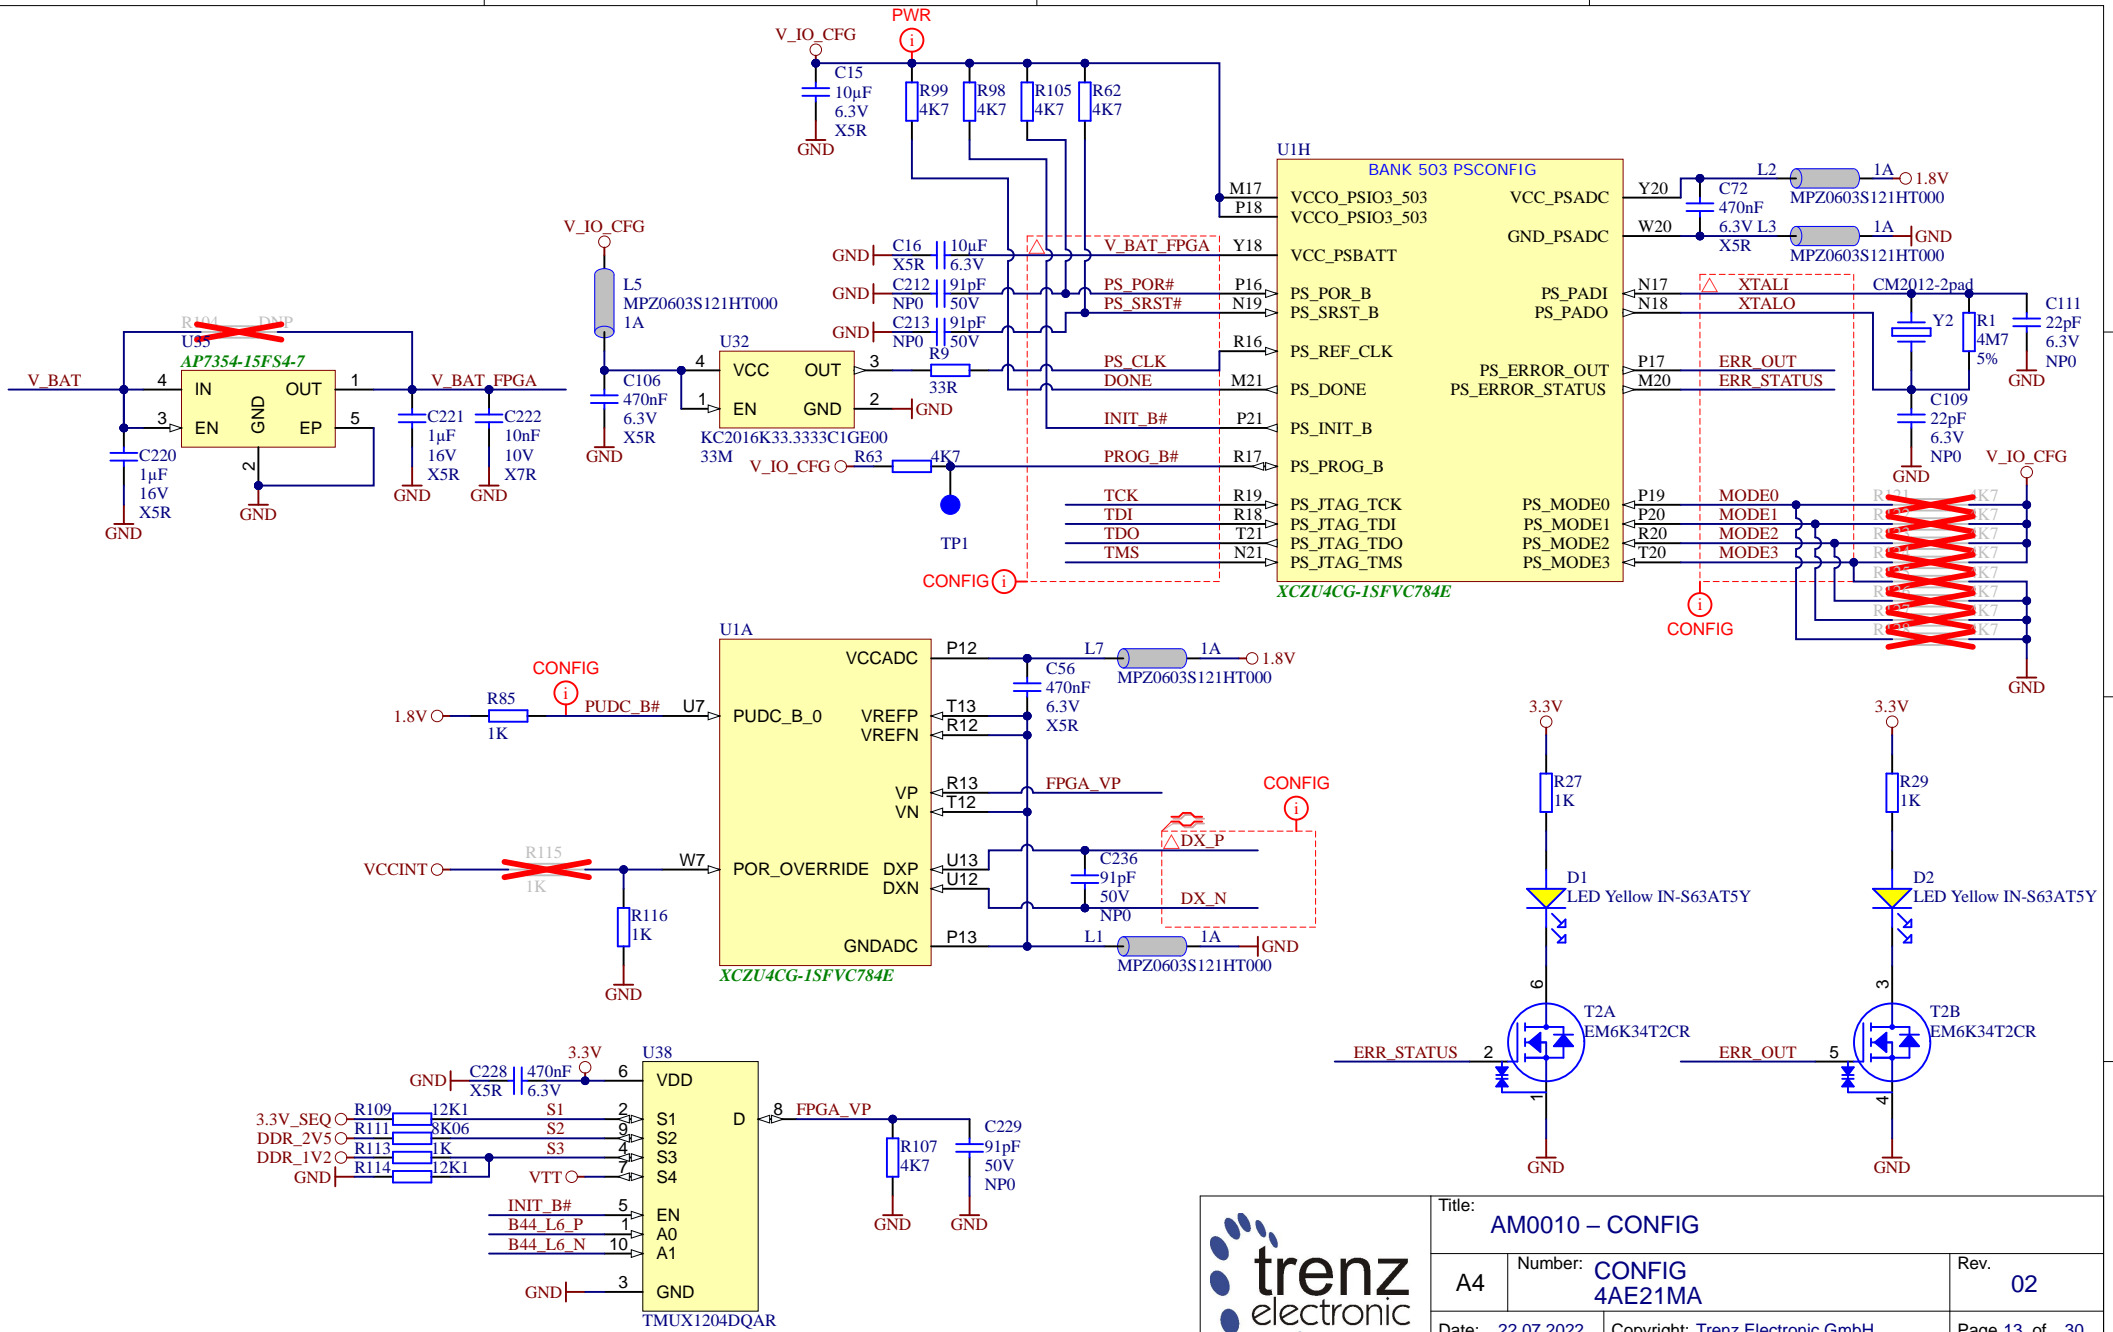 PWR
V_IO_CFG
C15
10µF
6.3V
X5R
GND
R99
4K7
R98
4K7
R105
4K7
R62
4K7
U1H
BANK 503 PSCONFIG
M17
P18
VCCO_PSIO3_503
VCCO_PSIO3_503
VCC_PSADC
Y20
L2
1A
1.8V
C72
470nF
6.3V
X5R
MPZ0603S121HT000
GND_PSADC
W20
L3
1A
GND
MPZ0603S121HT000
GND
C16
10µF
X5R
6.3V
V_BAT_FPGA
Y18
VCC_PSBATT
GND
C212
91pF
NP0
50V
PS_POR#
P16
PS_POR_B
PS_SRST#
N19
PS_SRST_B
GND
C213
91pF
NP0
50V
PS_PADI
N17
XTALI
PS_PADO
N18
XTALO
CM2012-2pad
Y2
R1
4M7
5%
C111
22pF
6.3V
NP0
GND
V_IO_CFG
L5
MPZ0603S121HT000
1A
C106
470nF
6.3V
X5R
GND
U32
4
VCC
OUT
3
1
EN
GND
2
GND
KC2016K33.3333C1GE00
33M
R9
33R
PS_CLK
R16
PS_REF_CLK
DONE
M21
PS_DONE
INIT_B#
P21
PS_INIT_B
V_IO_CFG
R63
4K7
PROG_B#
R17
PS_PROG_B
TP1
PS_ERROR_OUT
P17
ERR_OUT
PS_ERROR_STATUS
M20
ERR_STATUS
C109
22pF
6.3V
NP0
GND
V_IO_CFG
TCK
R19
PS_JTAG_TCK
TDI
R18
PS_JTAG_TDI
TDO
T21
PS_JTAG_TDO
TMS
N21
PS_JTAG_TMS
CONFIG
PS_MODE0
P19
MODE0
PS_MODE1
P20
MODE1
PS_MODE2
R20
MODE2
PS_MODE3
T20
MODE3
CONFIG
GND
XCZU4CG-1SFVC784E
R104
DNP
U35
AP7354-15FS4-7
V_BAT
4
IN
OUT
1
V_BAT_FPGA
3
EN
GND
EP
5
2
GND
C220
1µF
16V
X5R
GND
C221
1µF
16V
X5R
GND
C222
10nF
10V
X7R
GND
U1A
CONFIG
1.8V
R85
1K
PUDC_B#
U7
PUDC_B_0
VCCADC
P12
L7
1A
1.8V
MPZ0603S121HT000
C56
470nF
6.3V
X5R
VREFP
T13
VREFN
R12
VP
R13
FPGA_VP
VN
T12
VCCINT
R115
1K
R116
1K
GND
W7
POR_OVERRIDE
DXP
U13
DXN
U12
C236
91pF
50V
NP0
DX_P
DX_N
CONFIG
GNDADC
P13
L1
1A
GND
MPZ0603S121HT000
XCZU4CG-1SFVC784E
3.3V
R27
1K
D1
LED Yellow IN-S63AT5Y
6
T2A
EM6K34T2CR
ERR_STATUS
2
1
GND
3.3V
R29
1K
D2
LED Yellow IN-S63AT5Y
3
T2B
EM6K34T2CR
ERR_OUT
5
4
GND
U38
3.3V
GND
C228
470nF
X5R
6.3V
6
VDD
3.3V_SEQ
R109
12K1
S1
2
S1
DDR_2V5
R111
8K06
S2
9
S2
DDR_1V2
R113
1K
S3
4
S3
GND
R114
12K1
VTT
7
S4
INIT_B#
5
EN
B44_L6_P
1
A0
B44_L6_N
10
A1
GND
3
GND
D
8
FPGA_VP
R107
4K7
GND
C229
91pF
50V
NP0
GND
TMUX1204DQAR
trenz
electronic
Title:
AM0010 – CONFIG
A4
Number:
CONFIG
4AE21MA
Rev.
02
Date: 22.07.2022
Copyright: Trenz Electronic GmbH
Page 13 of 30